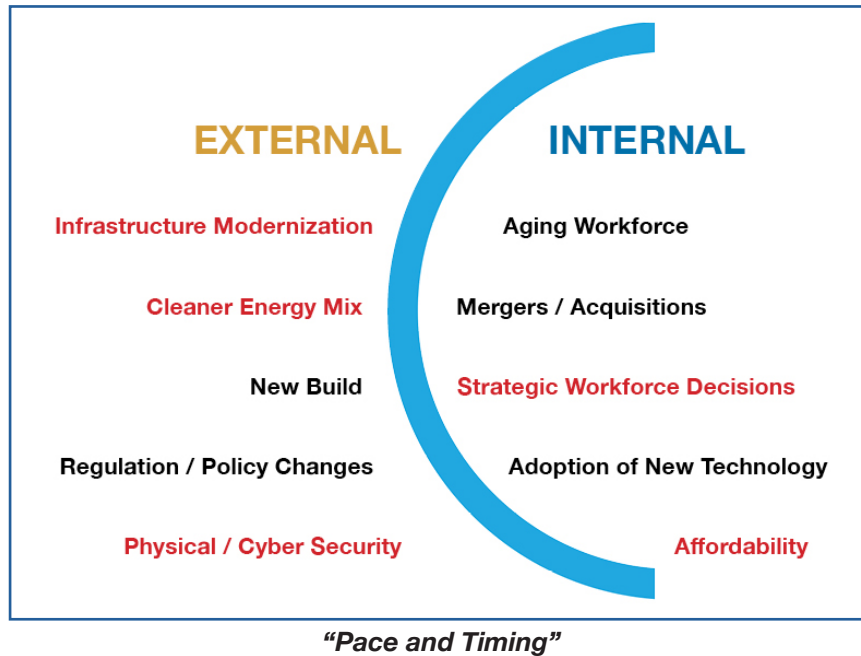 EXTERNAL
Infrastructure Modernization
Cleaner Energy Mix
New Build
Regulation / Policy Changes
Physical / Cyber Security
INTERNAL
Aging Workforce
Mergers / Acquisitions
Strategic Workforce Decisions
Adoption of New Technology
Affordability
“Pace and Timing”